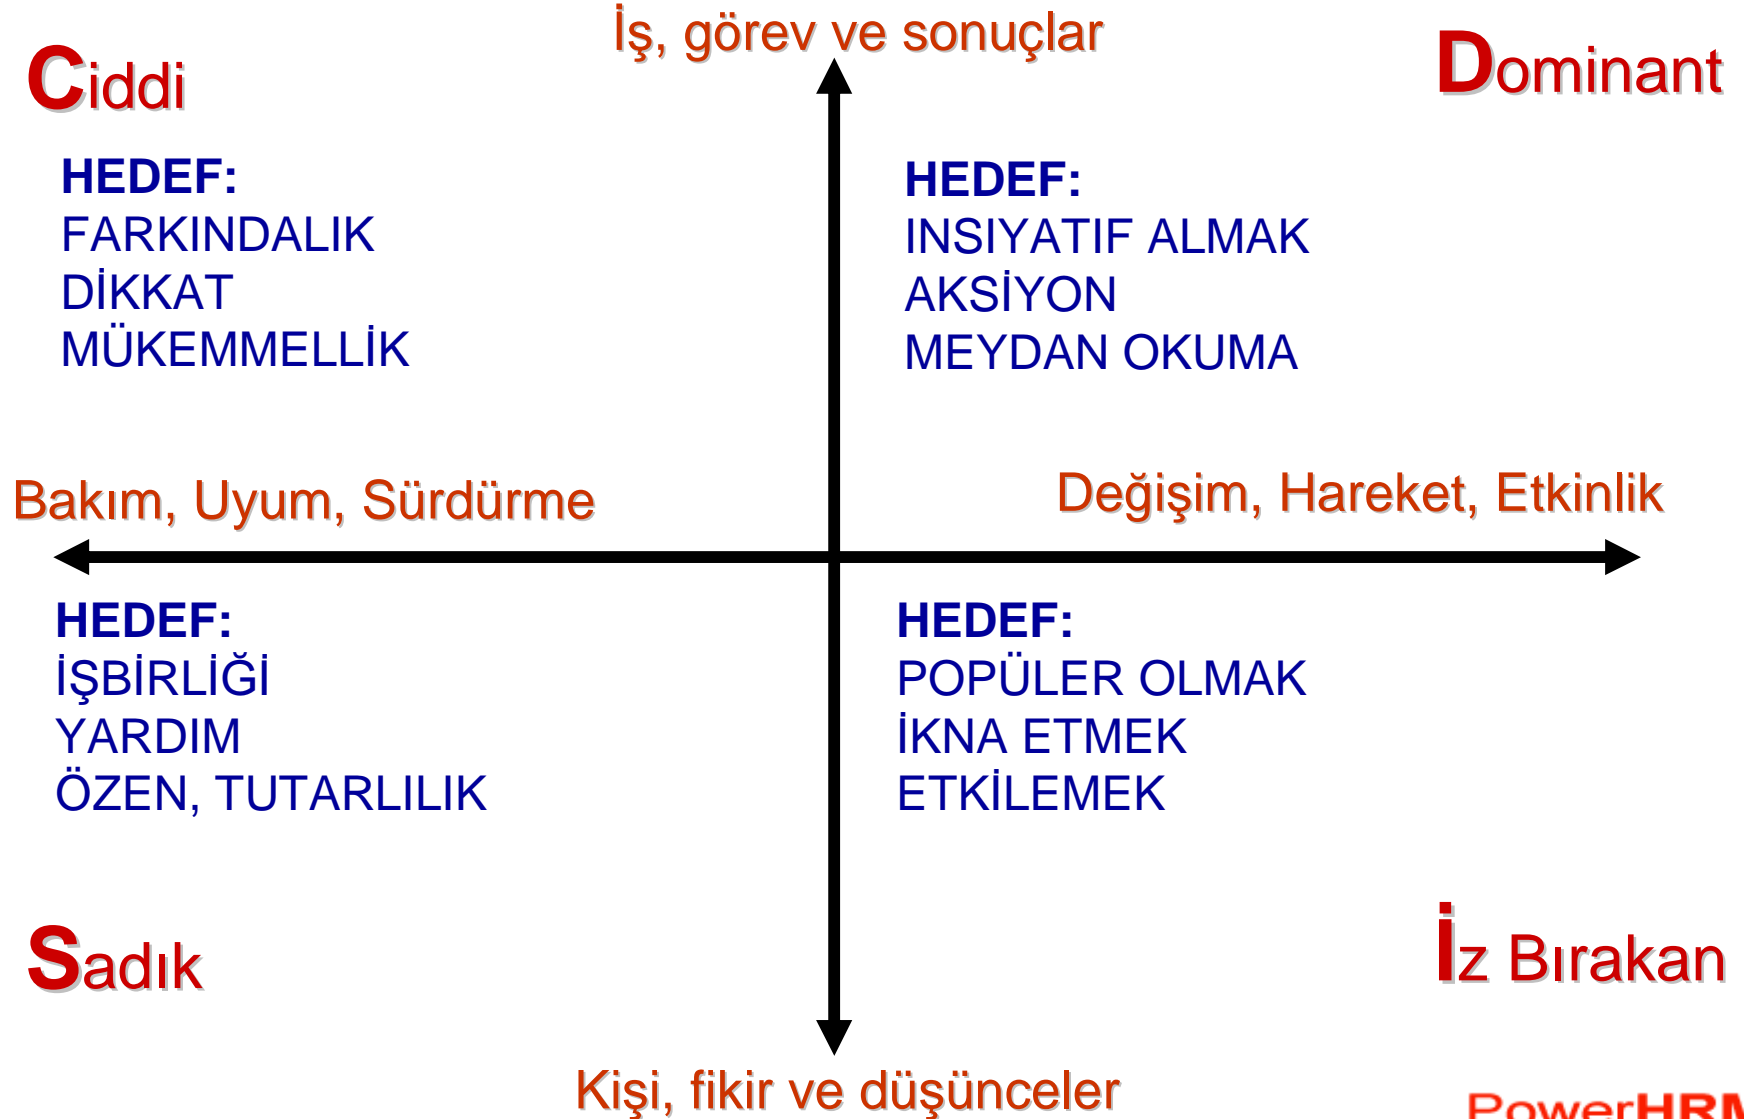 İş, görev ve sonuçlar
Ciddi
Dominant
HEDEF:
FARKINDALIK
DİKKAT
MÜKEMMELLİK
HEDEF:
INSIYATIF ALMAK
AKSİYON
MEYDAN OKUMA
Bakım, Uyum, Sürdürme
Değişim, Hareket, Etkinlik
HEDEF:
İŞBİRLİĞİ
YARDIM
ÖZEN, TUTARLILIK
HEDEF:
POPÜLER OLMAK
İKNA ETMEK
ETKİLEMEK
Sadık
İz Bırakan
Kişi, fikir ve düşünceler
PowerHRM